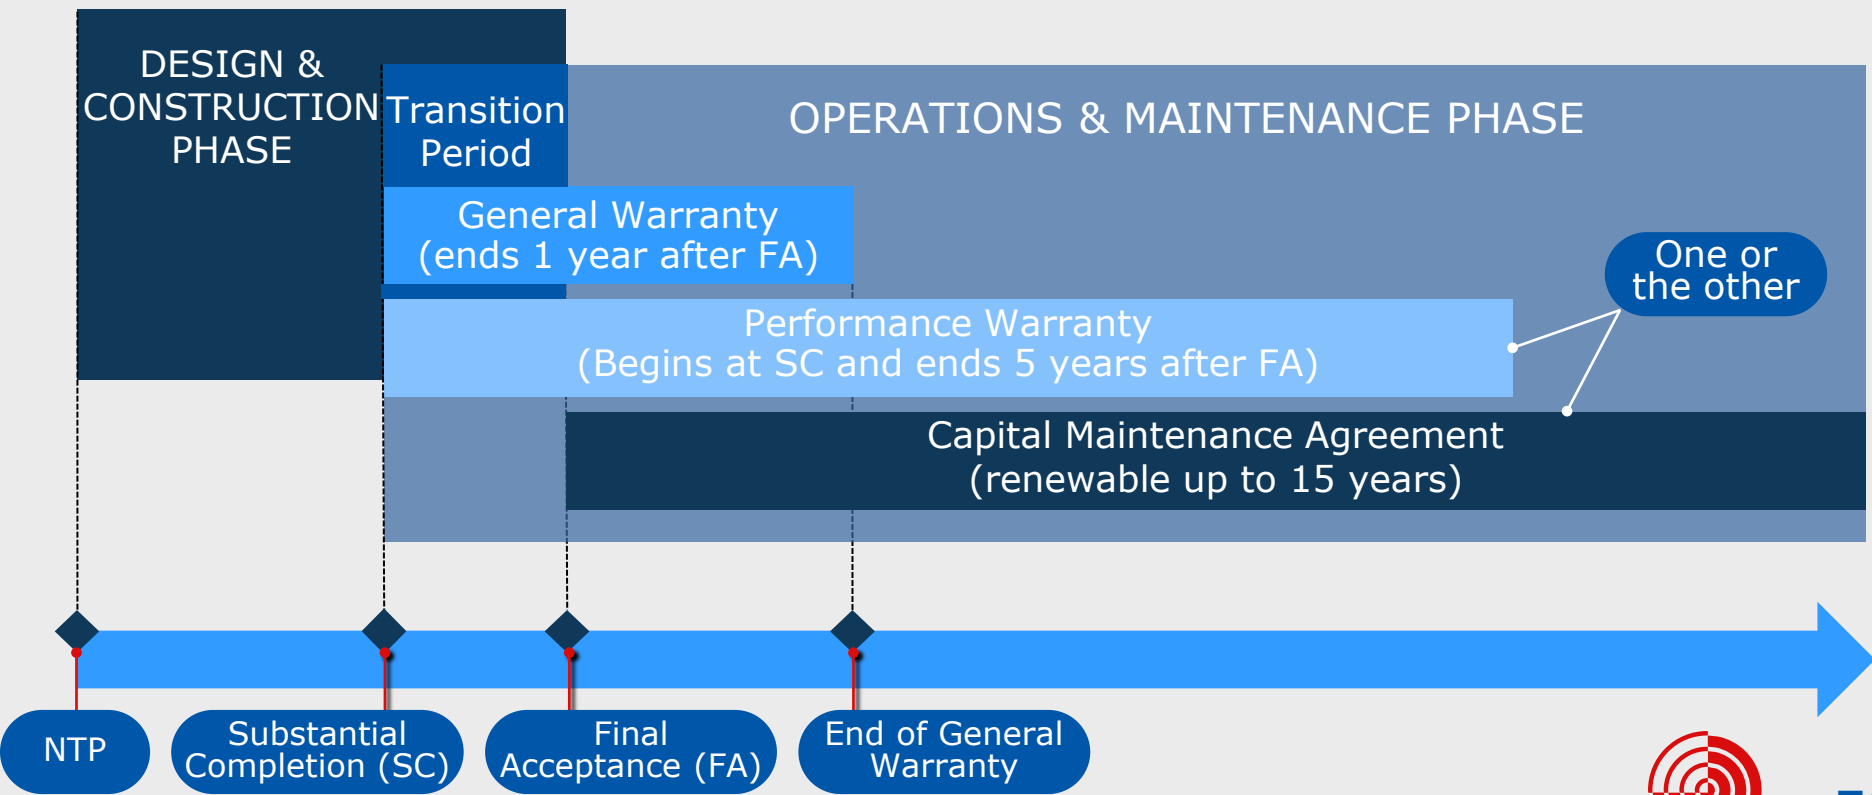 DESIGN &
CONSTRUCTION
PHASE
Transition
Period
OPERATIONS & MAINTENANCE PHASE
General Warranty
(ends 1 year after FA)
One or
the other
Performance Warranty
(Begins at SC and ends 5 years after FA)
Capital Maintenance Agreement
(renewable up to 15 years)
NTP
Substantial
Completion (SC)
Final
Acceptance (FA)
End of General
Warranty